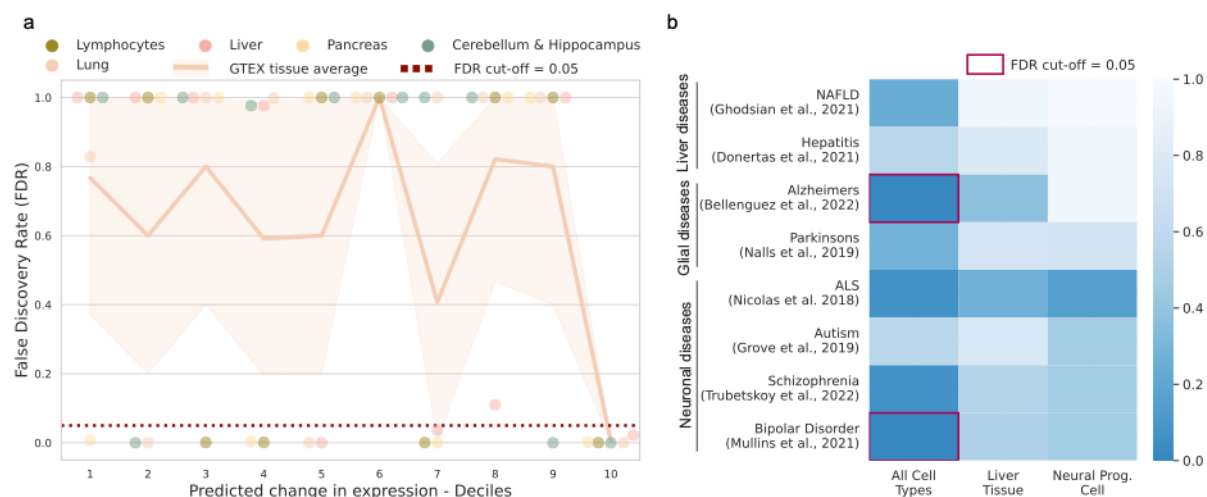 a
Lymphocytes
Liver
Pancreas
Cerebellum & Hippocampus
Lung
GTEX tissue average
FDR cut-off = 0.05
False Discovery Rate (FDR)
1.0
0.8
0.6
0.4
0.2
0.0
1 2 3 4 5 6 7 8 9 10
Predicted change in expression - Deciles
b
FDR cut-off = 0.05
Liver diseases
NAFLD
(Ghodsian et al., 2021)
Hepatitis
(Donertas et al., 2021)
Glial diseases
Alzheimers
(Bellenguez et al., 2022)
Parkinsons
(Nalls et al., 2019)
Neuronal diseases
ALS
(Nicolas et al. 2018)
Autism
(Grove et al., 2019)
Schizophrenia
(Trubetskoy et al., 2022)
Bipolar Disorder
(Mullins et al., 2021)
All Cell
Types
Liver
Tissue
Neural Prog.
Cell
1.0
0.8
0.6
0.4
0.2
0.0